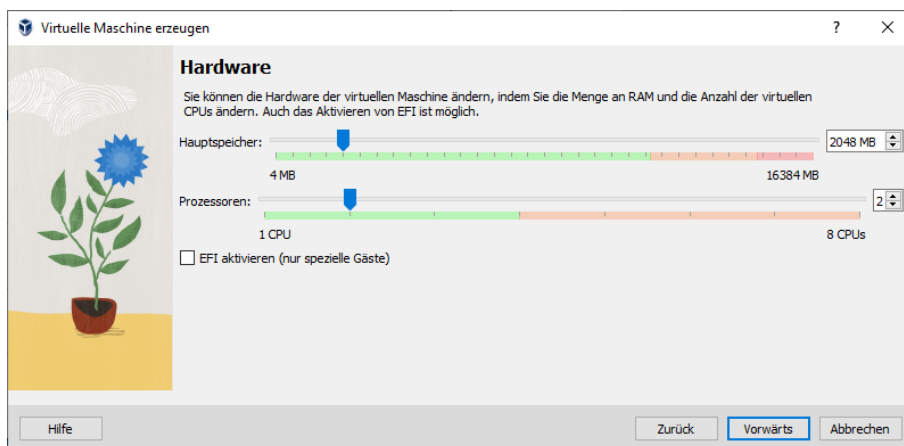 Virtuelle Maschine erzeugen
?
Hardware
Sie können die Hardware der virtuellen Maschine ändern, indem Sie die Menge an RAM und die Anzahl der virtuellen
CPUs ändern. Auch das Aktivieren von EFI ist möglich.
Hauptspeicher:
2048 MB
4 MB
16384 MB
Prozessoren:
2
1 CPU
8 CPUs
EFI aktivieren (nur spezielle Gäste)
Hilfe
Zurück
Vorwärts
Abbrechen